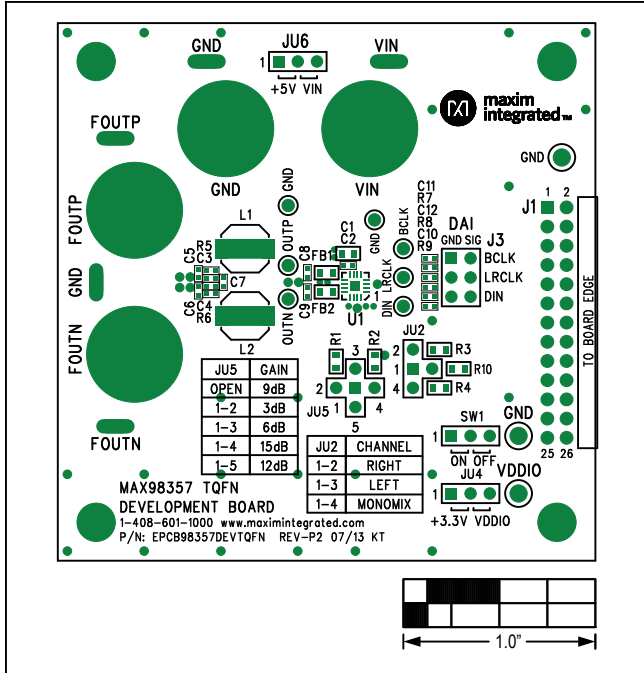 GND
JU6
VIN
1
+5V VIN
maxim
integrated™
FOUTP
GND
GND
VIN
FOUTP
GND
L1
OUTP
GND
C1
C2
GND
BCLK
C11
R7
C12
R8
C10
R9
DAI
GND SIG
J3
BCLK
LRCLK
DIN
J1
1 2
R5
C5
C3
C7
C8
FB1
LRCLK
C6
C4
R6
OUTN
C9
FB2
U1
1
DIN
TO BOARD EDGE
FOUTN
L2
R1
R2
3
2
4
JU5
1
5
JU2
2
R3
1
R10
4
R4
FOUTN
JU5 GAIN
OPEN 9dB
1-2 3dB
1-3 6dB
1-4 15dB
1-5 12dB
JU2 CHANNEL
1-2 RIGHT
1-3 LEFT
1-4 MONOMIX
SW1
1
ON OFF
GND
JU4
1
+3.3V VDDIO
VDDIO
25 26
MAX98357 TQFN
DEVELOPMENT BOARD
1-408-601-1000 www.maximintegrated.com
P/N: EPCB98357DEVTQFN REV-P2 07/13 KT
1.0"